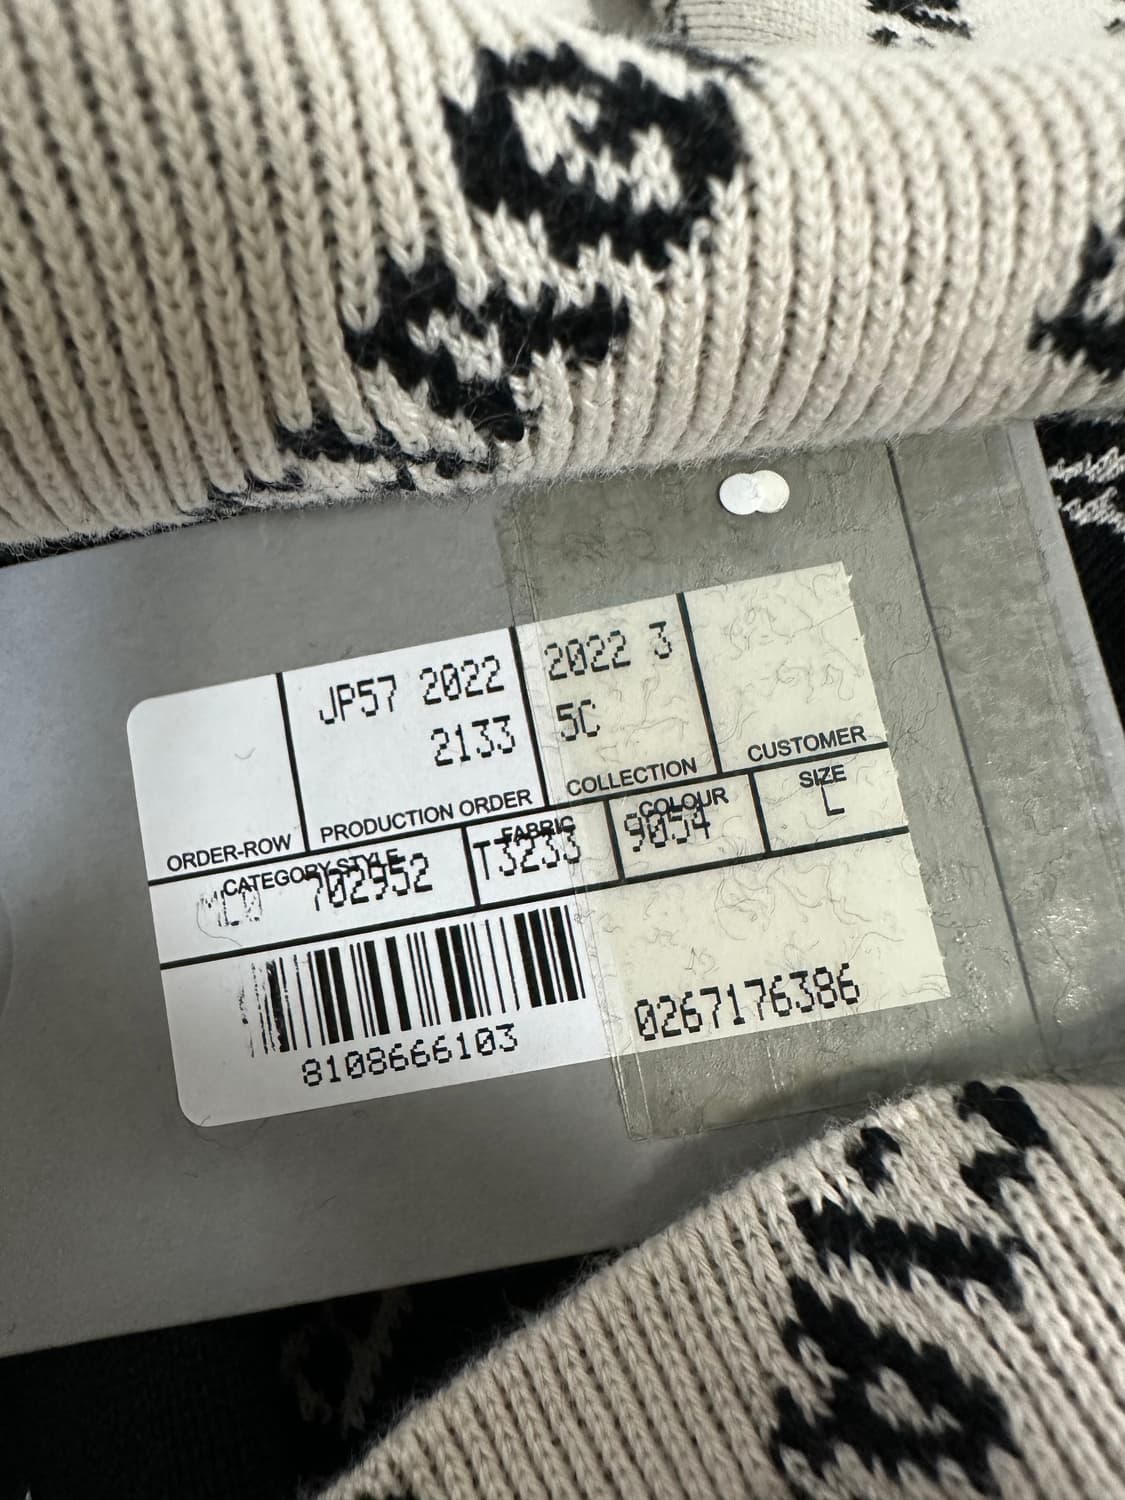 JP57 2022 2022 3
2133 5C
ORDER-ROW PRODUCTION ORDER COLLECTION CUSTOMER
CATEGORY-STYLE FABRIC COLOUR SIZE
702952 T3233 9054 L
8108666103 0267176386